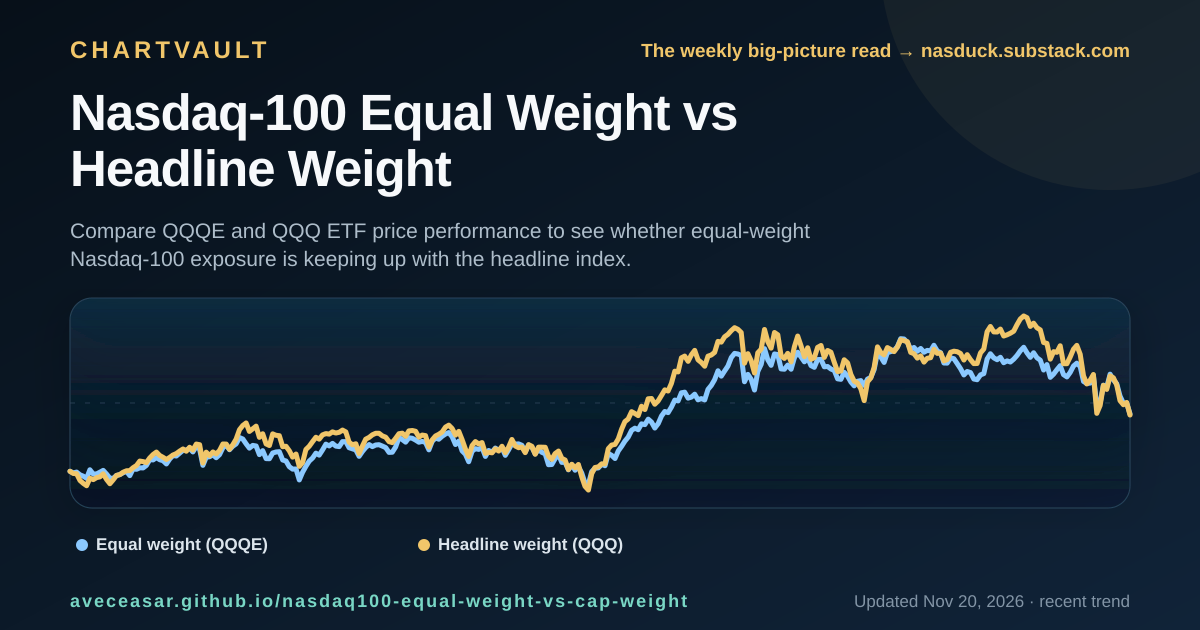 CHARTVAULT
The weekly big-picture read → nasduck.substack.com
Nasdaq-100 Equal Weight vs
Headline Weight
Compare QQQE and QQQ ETF price performance to see whether equal-weight
Nasdaq-100 exposure is keeping up with the headline index.
Equal weight (QQQE)
Headline weight (QQQ)
aveceasar.github.io/nasdaq100-equal-weight-vs-cap-weight
Updated Nov 20, 2026 · recent trend